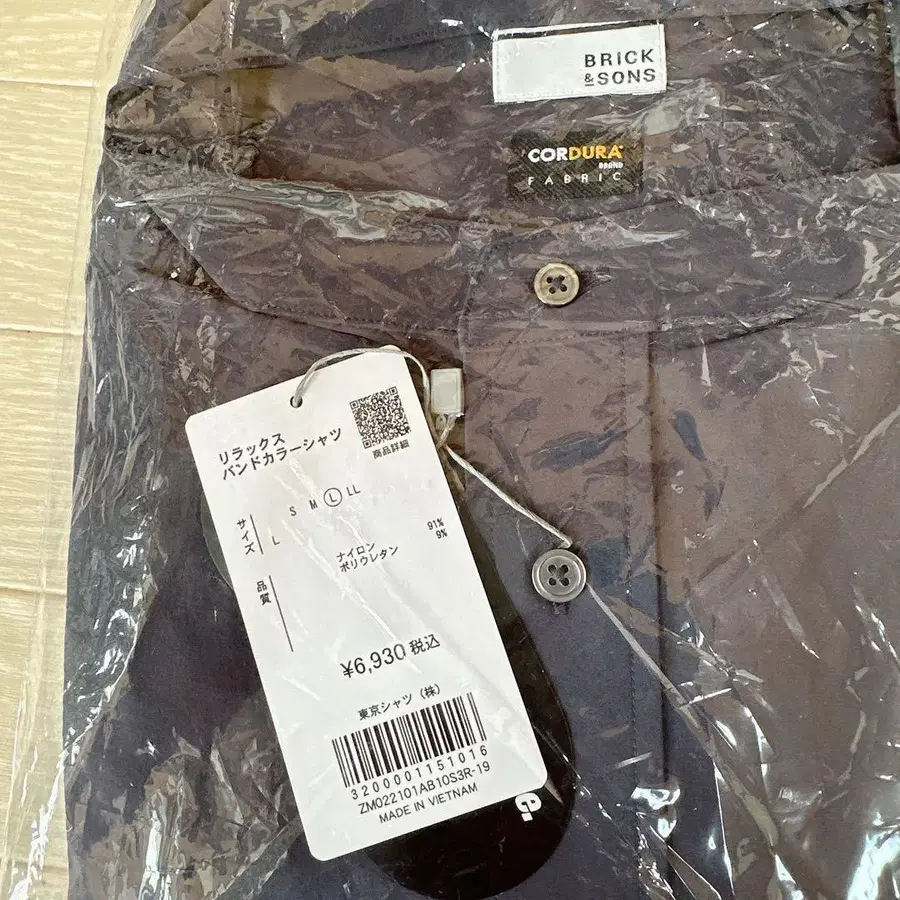 BRICK
& SONS
CORDURA
BRAND
FABRIC
商品詳細
リラックス
バンドカラーシャツ
サイズ
S M L LL
L
品質
ナイロン 91%
ポリウレタン 9%
¥6,930 税込
東京シャツ (株)
3200001151016
ZM022101AB10S3R-19
MADE IN VIETNAM
e.